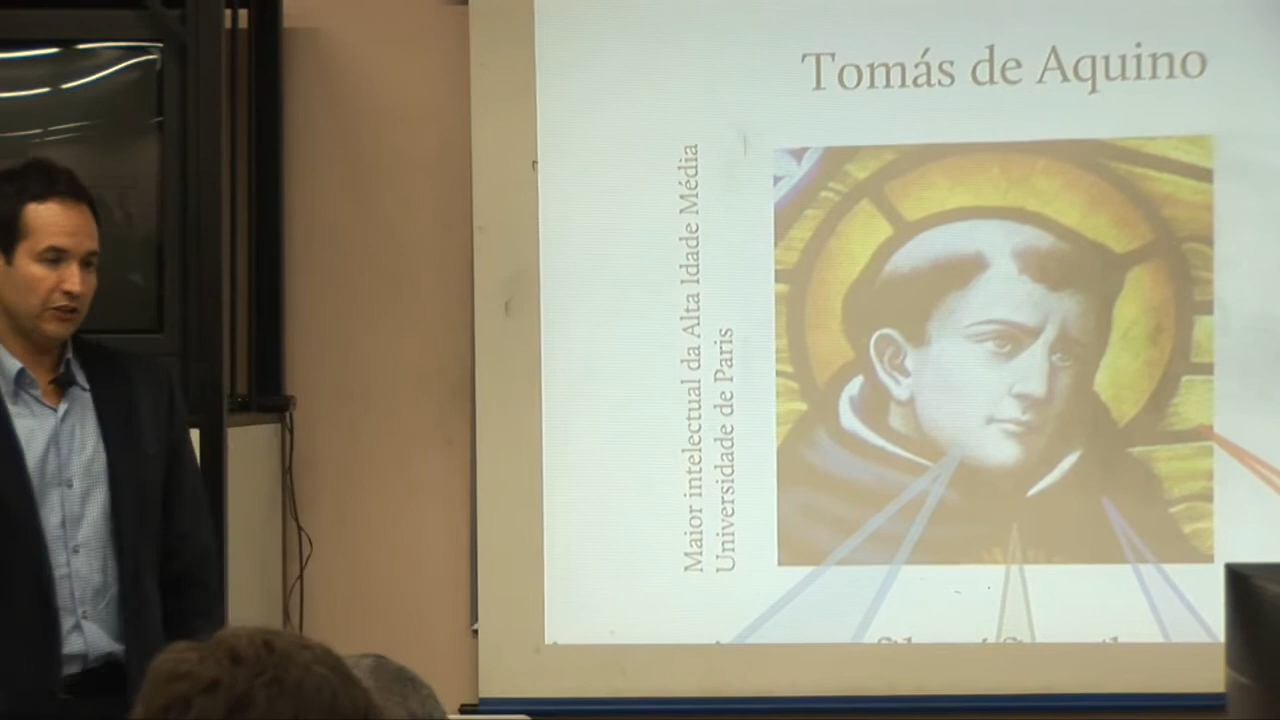 Tomás de Aquino
Maior intelectual da Alta Idade Média
Universidade de Paris